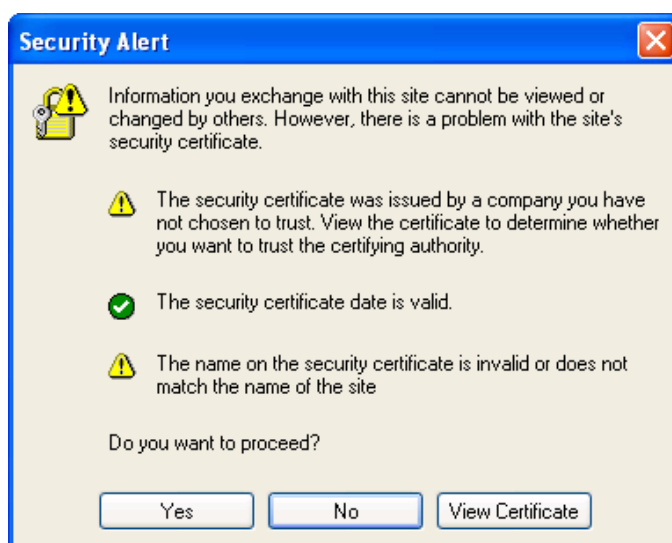 Security Alert
Information you exchange with this site cannot be viewed or
changed by others. However, there is a problem with the site's
security certificate.
The security certificate was issued by a company you have
not chosen to trust. View the certificate to determine whether
you want to trust the certifying authority.
The security certificate date is valid.
The name on the security certificate is invalid or does not
match the name of the site
Do you want to proceed?
Yes No View Certificate